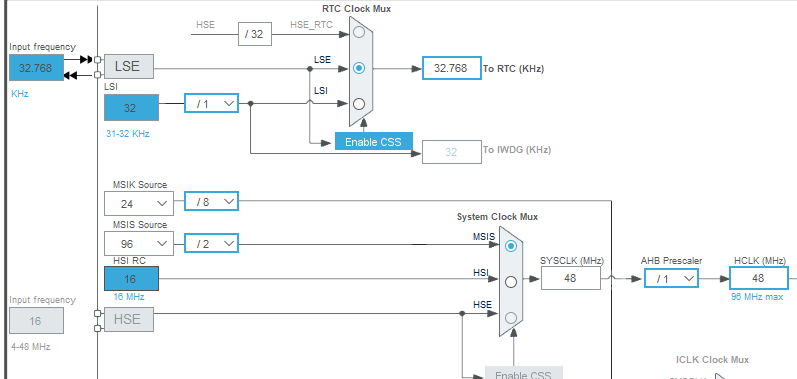 RTC Clock Mux
HSE
/ 32
HSE_RTC
Input frequency
32.768
KHz
LSE
LSE
32.768
To RTC (KHz)
LSI
32
31-32 KHz
/ 1
LSI
Enable CSS
32
To IWDG (KHz)
MSIK Source
24
/ 8
MSIS Source
96
/ 2
System Clock Mux
MSIS
HSI RC
16
16 MHz
HSI
SYSCLK (MHz)
48
AHB Prescaler
/ 1
HCLK (MHz)
48
96 MHz max
Input frequency
16
4-48 MHz
HSE
HSE
Enable CSS
ICLK Clock Mux